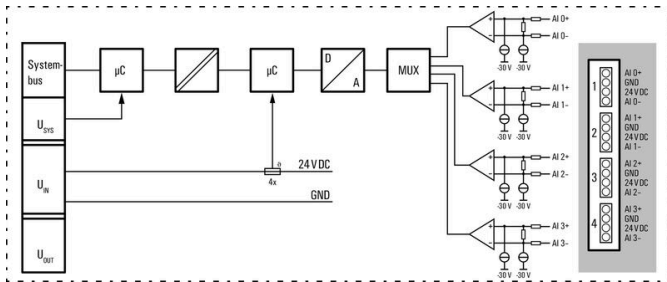 System-
bus
µC
µC
D
A
MUX
U_SYS
U_IN
U_OUT
24 V DC
4x
GND
+
-
AI 0+
AI 0-
-30 V -30 V
+
-
AI 1+
AI 1-
-30 V -30 V
+
-
AI 2+
AI 2-
-30 V -30 V
+
-
AI 3+
AI 3-
-30 V -30 V
1
AI 0+
GND
24 V DC
AI 0-
2
AI 1+
GND
24 V DC
AI 1-
3
AI 2+
GND
24 V DC
AI 2-
4
AI 3+
GND
24 V DC
AI 3-